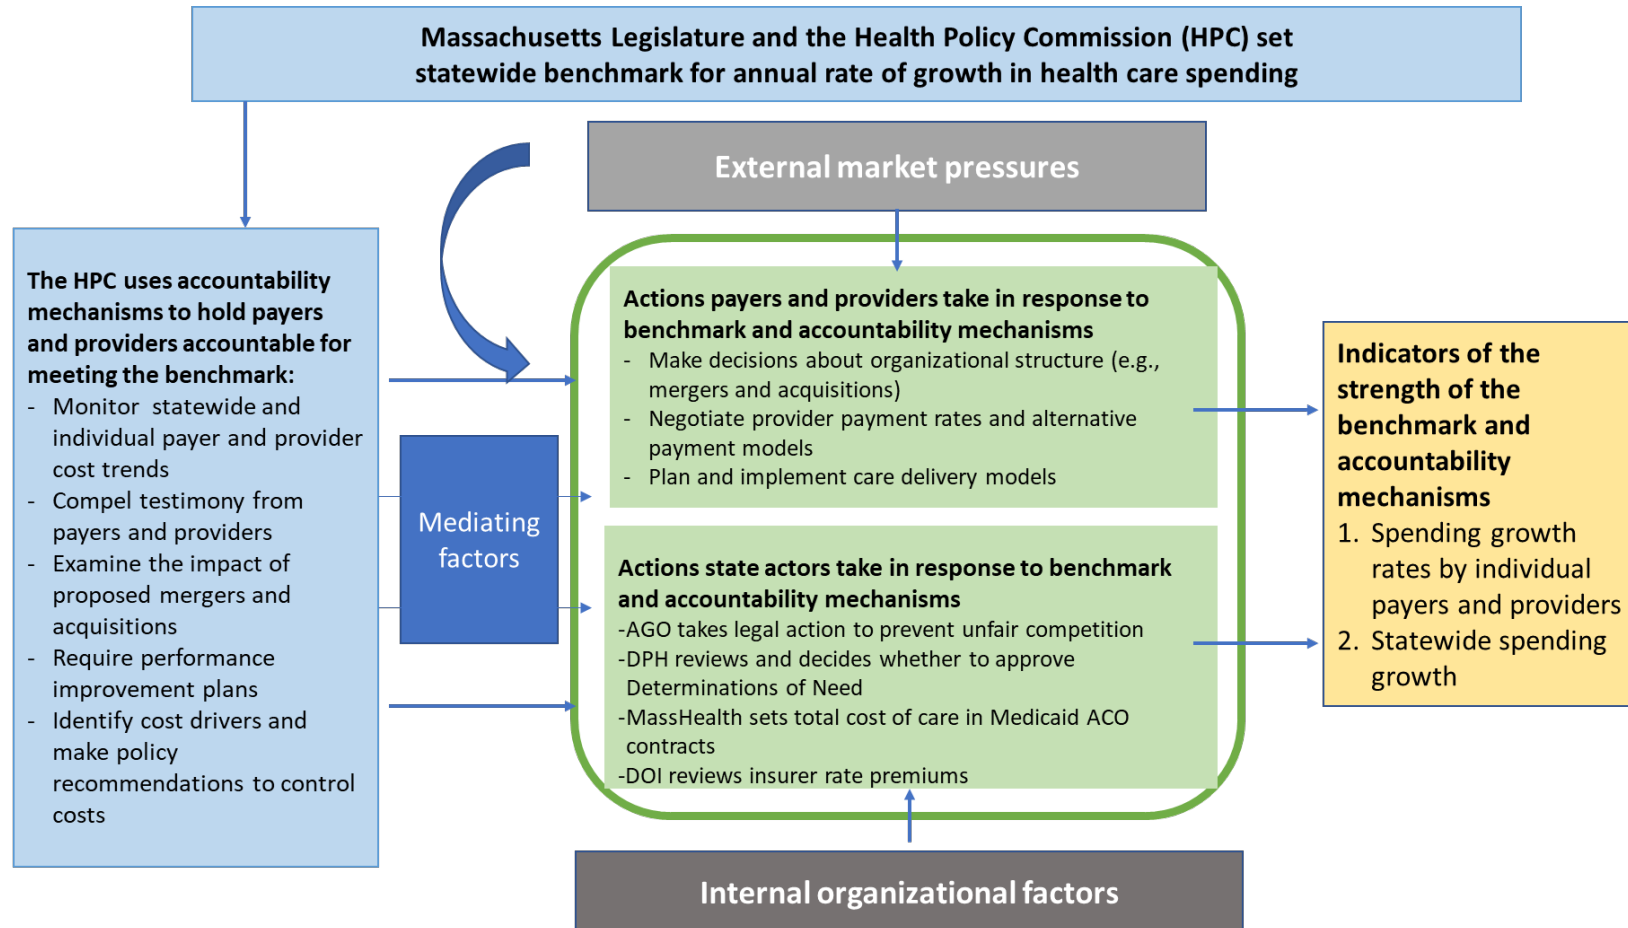 Massachusetts Legislature and the Health Policy Commission (HPC) set
statewide benchmark for annual rate of growth in health care spending
External market pressures
The HPC uses accountability
mechanisms to hold payers
and providers accountable for
meeting the benchmark:
- Monitor statewide and
individual payer and provider
cost trends
- Compel testimony from
payers and providers
- Examine the impact of
proposed mergers and
acquisitions
- Require performance
improvement plans
- Identify cost drivers and
make policy
recommendations to control
costs
Mediating
factors
Actions payers and providers take in response to
benchmark and accountability mechanisms
- Make decisions about organizational structure (e.g.,
mergers and acquisitions)
- Negotiate provider payment rates and alternative
payment models
- Plan and implement care delivery models
Actions state actors take in response to benchmark
and accountability mechanisms
-AGO takes legal action to prevent unfair competition
-DPH reviews and decides whether to approve
Determinations of Need
-MassHealth sets total cost of care in Medicaid ACO
contracts
-DOI reviews insurer rate premiums
Indicators of the
strength of the
benchmark and
accountability
mechanisms
1. Spending growth
rates by individual
payers and providers
2. Statewide spending
growth
Internal organizational factors